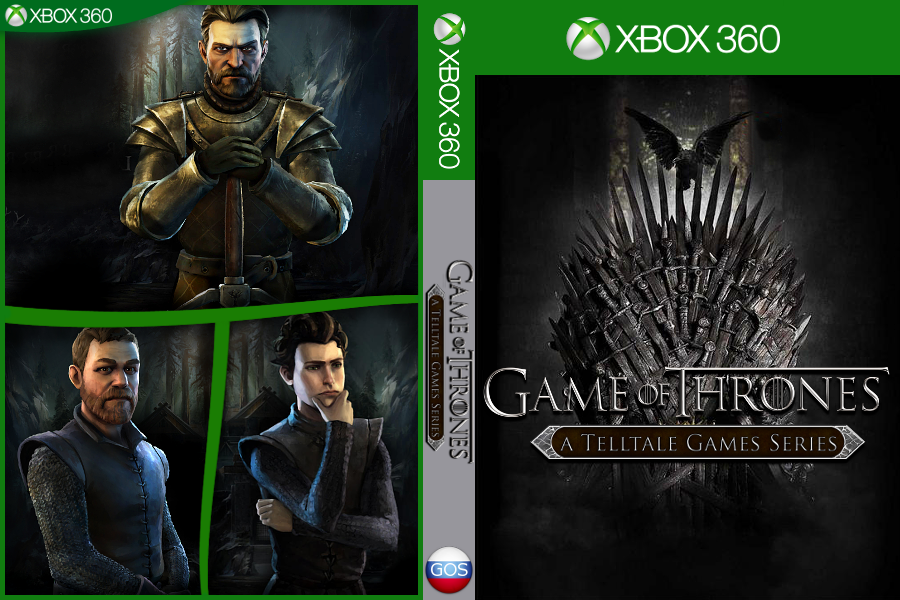 XBOX 360
XBOX 360
GAME OF THRONES
A TELLTALE GAMES SERIES
GOS
XBOX 360
GAME OF THRONES
A TELLTALE GAMES SERIES